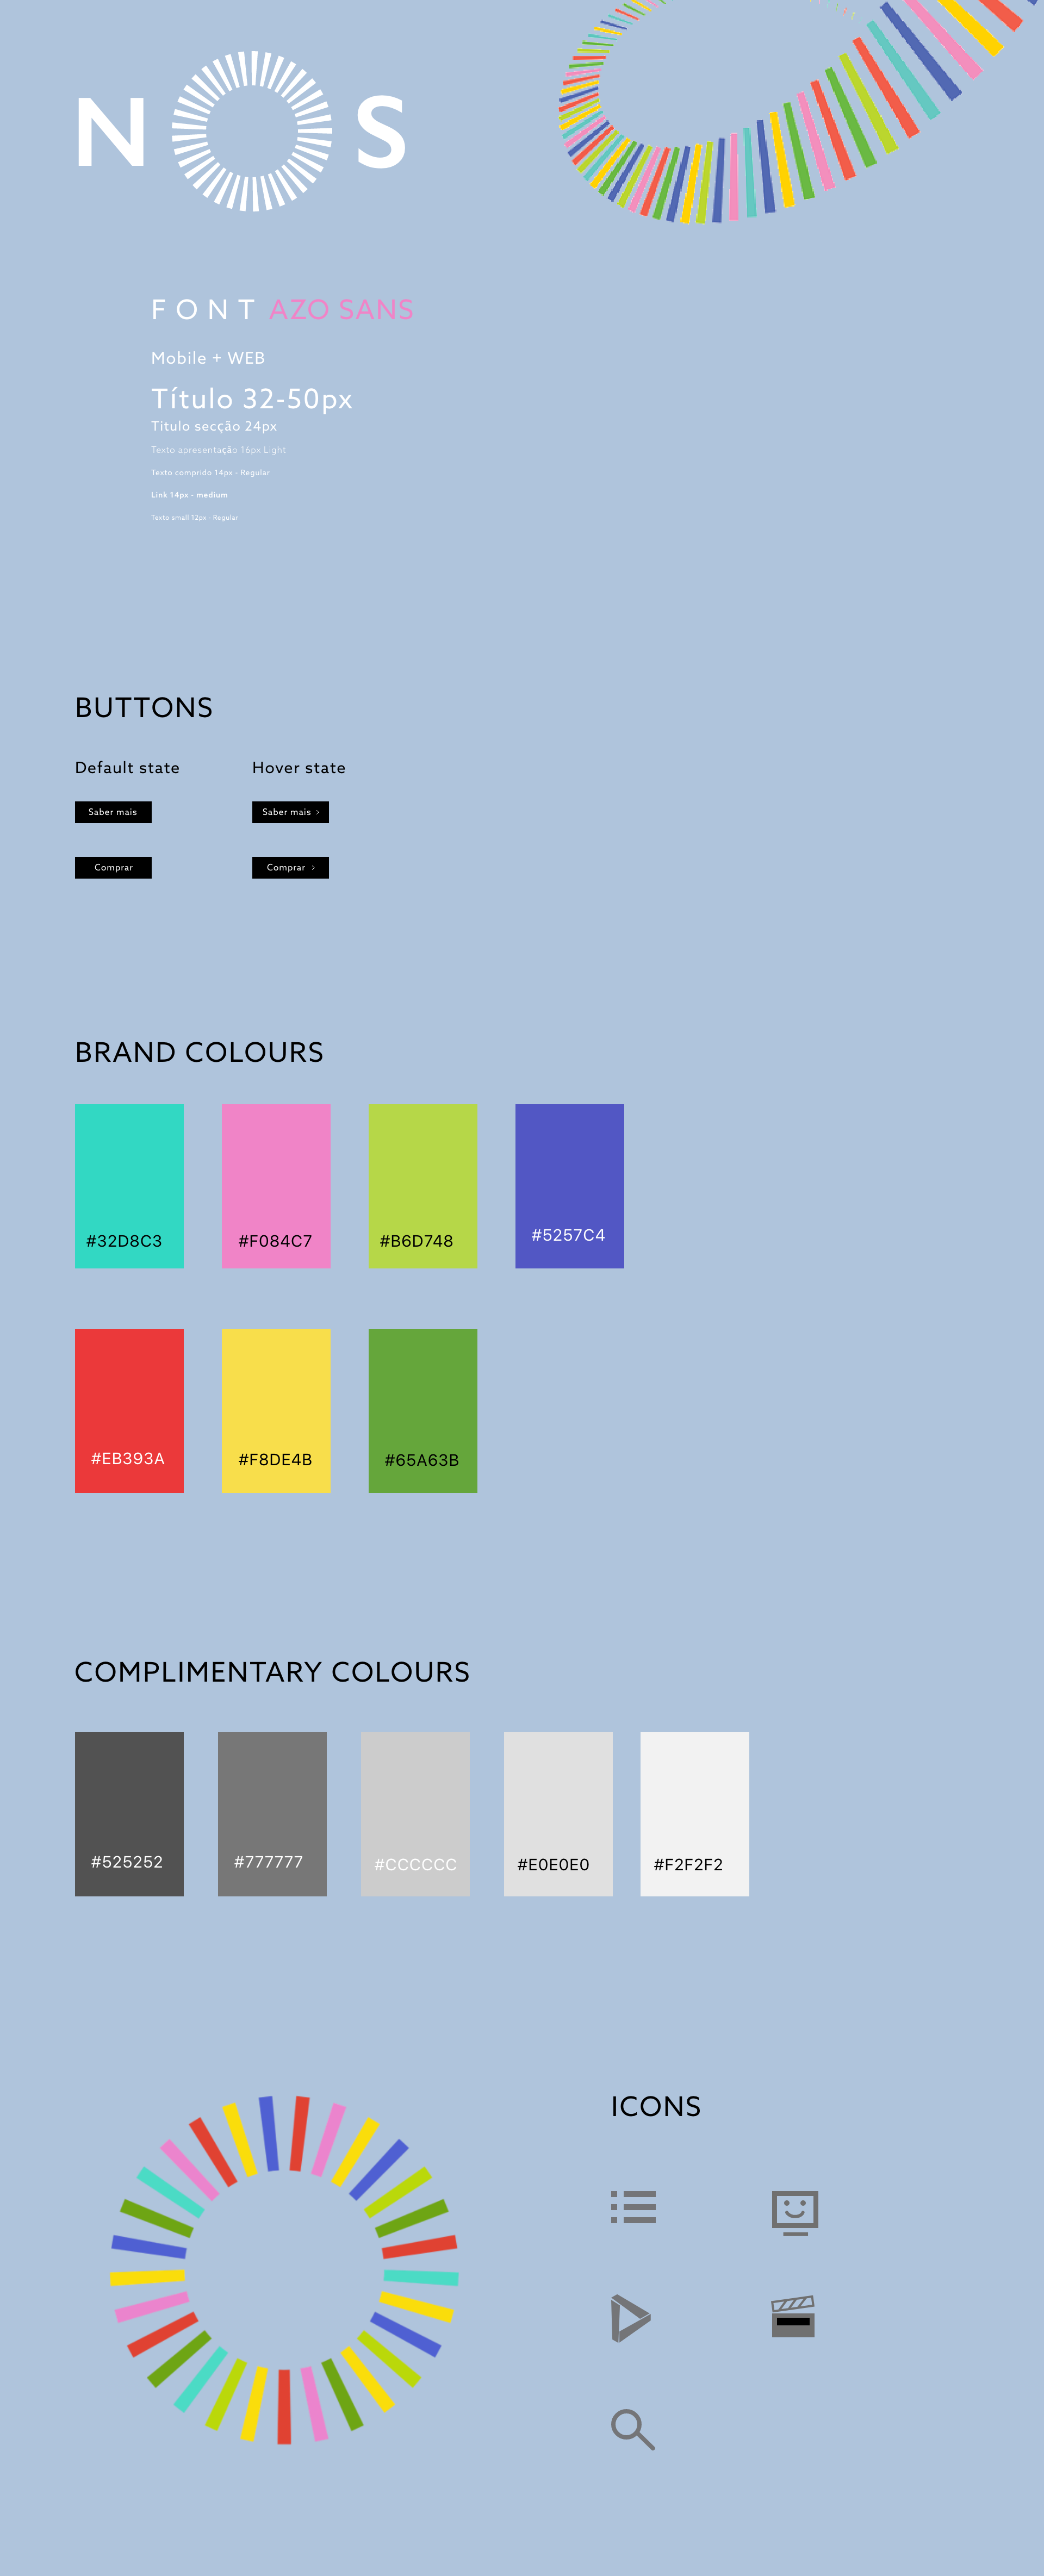 NOS
FONT AZO SANS
Mobile + WEB
Título 32-50px
Titulo secção 24px
Texto apresentação 16px Light
Texto comprido 14px - Regular
Link 14px - medium
Texto small 12px - Regular
BUTTONS
Default state Hover state
Saber mais Saber mais >
Comprar Comprar >
BRAND COLOURS
#32D8C3 #F084C7 #B6D748 #5257C4
#EB393A #F8DE4B #65A63B
COMPLIMENTARY COLOURS
#525252 #777777 #CCCCCC #E0E0E0 #F2F2F2
ICONS